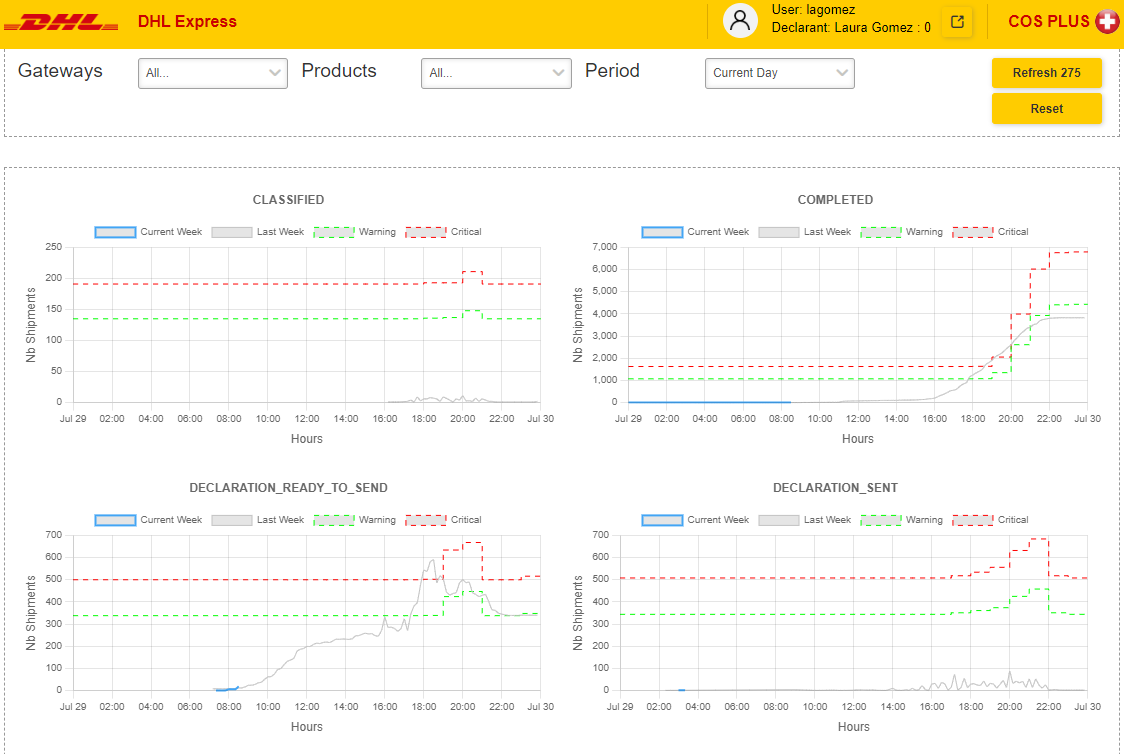 DHL DHL Express
User: lagomez
Declarant: Laura Gomez : 0
COS PLUS
Gateways All... Products All... Period Current Day
Refresh 275
Reset
CLASSIFIED
Current Week Last Week Warning Critical
250
200
150
100
50
0
Nb Shipments
Jul 29 02:00 04:00 06:00 08:00 10:00 12:00 14:00 16:00 18:00 20:00 22:00 Jul 30
Hours
COMPLETED
Current Week Last Week Warning Critical
7,000
6,000
5,000
4,000
3,000
2,000
1,000
0
Nb Shipments
Jul 29 02:00 04:00 06:00 08:00 10:00 12:00 14:00 16:00 18:00 20:00 22:00 Jul 30
Hours
DECLARATION_READY_TO_SEND
Current Week Last Week Warning Critical
700
600
500
400
300
200
100
0
Nb Shipments
Jul 29 02:00 04:00 06:00 08:00 10:00 12:00 14:00 16:00 18:00 20:00 22:00 Jul 30
Hours
DECLARATION_SENT
Current Week Last Week Warning Critical
700
600
500
400
300
200
100
0
Nb Shipments
Jul 29 02:00 04:00 06:00 08:00 10:00 12:00 14:00 16:00 18:00 20:00 22:00 Jul 30
Hours